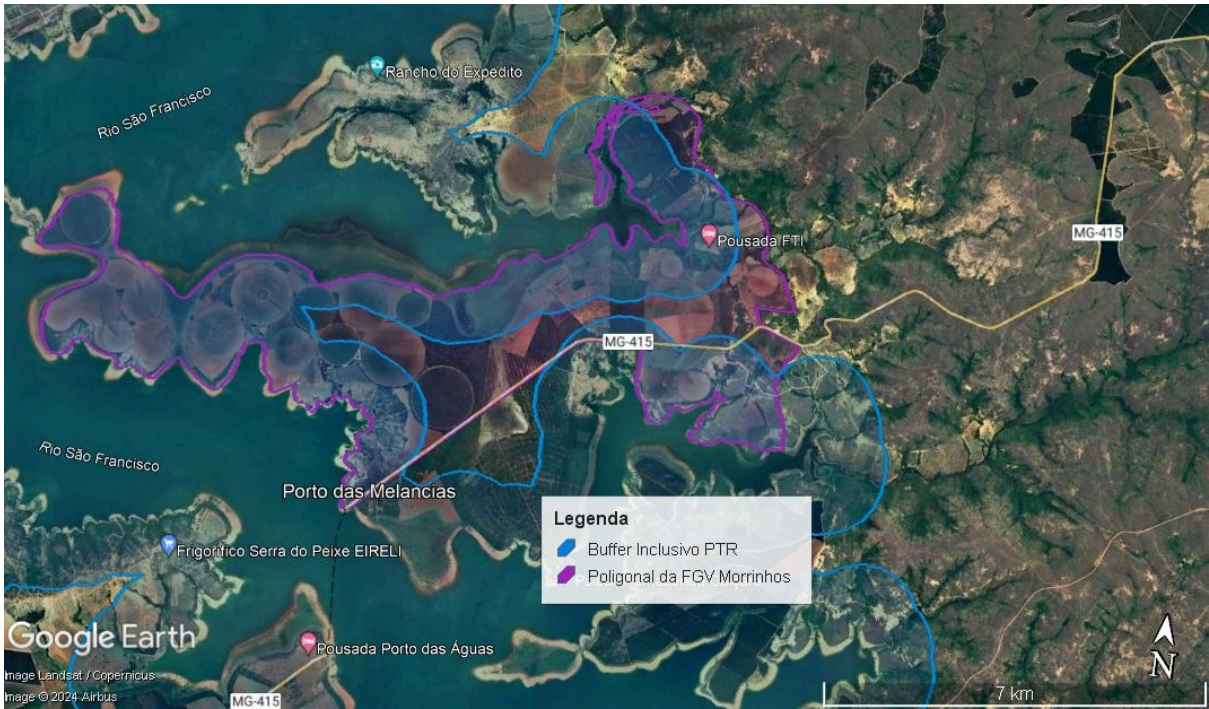 Rancho do Expedito
Rio São Francisco
MG-415
Pousada FTI
MG-415
Rio São Francisco
Porto das Melancias
Legenda
Buffer Inclusivo PTR
Poligonal da FGV Morrinhos
Frigorífico Serra do Peixe EIRELI
Google Earth
Pousada Porto das Águas
Image Landsat / Copernicus
Image © 2024 Airbus
MG-415
N
7 km